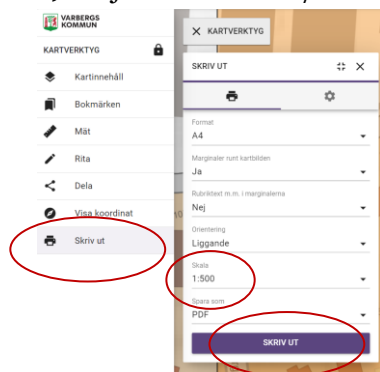 VARBERGS
KOMMUN
KARTVERKTYG
Kartinnehåll
Bokmärken
Mät
Rita
Dela
Visa koordinat
Skriv ut
KARTVERKTYG
SKRIV UT
Format
A4
Marginaler runt kartbilden
Ja
Rubriktext m.m. i marginalerna
Nej
Orientering
Liggande
Skala
1:500
Spara som
PDF
SKRIV UT